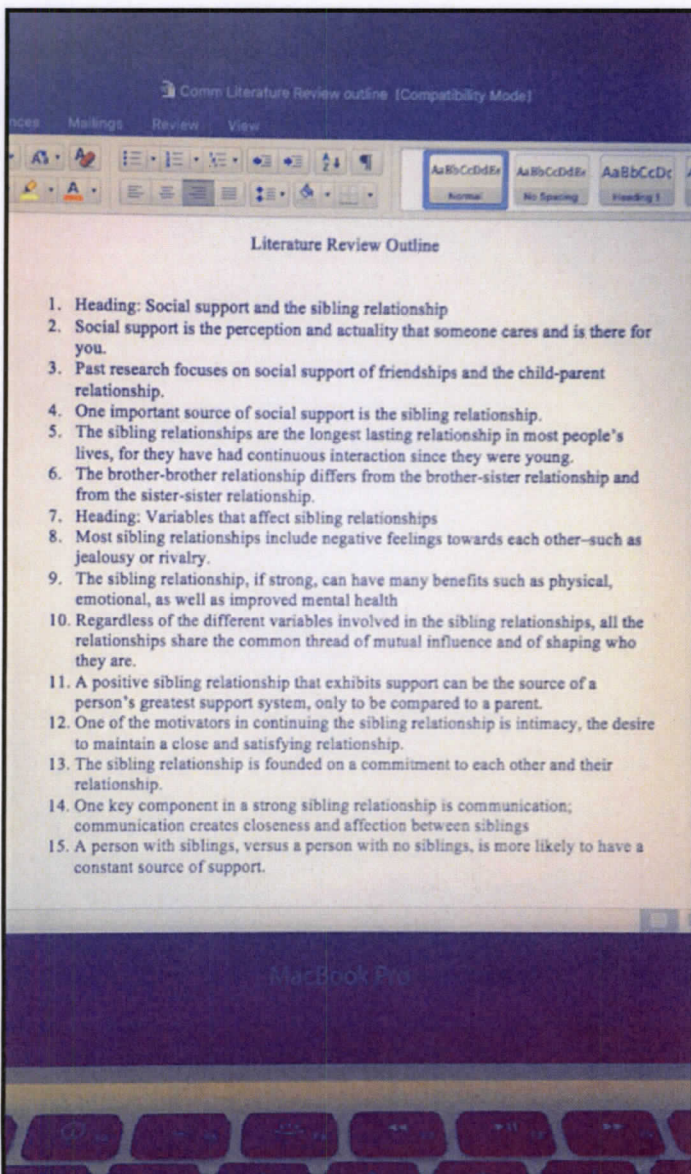 Comm Literature Review outline [Compatibility Mode]
nces Mailings Review View
AaBbCcDdEe AaBbCcDdEe AaBbCcDc
Normal No Spacing Heading 1
Literature Review Outline
1. Heading: Social support and the sibling relationship
2. Social support is the perception and actuality that someone cares and is there for
you.
3. Past research focuses on social support of friendships and the child-parent
relationship.
4. One important source of social support is the sibling relationship.
5. The sibling relationships are the longest lasting relationship in most people's
lives, for they have had continuous interaction since they were young.
6. The brother-brother relationship differs from the brother-sister relationship and
from the sister-sister relationship.
7. Heading: Variables that affect sibling relationships
8. Most sibling relationships include negative feelings towards each other–such as
jealousy or rivalry.
9. The sibling relationship, if strong, can have many benefits such as physical,
emotional, as well as improved mental health
10. Regardless of the different variables involved in the sibling relationships, all the
relationships share the common thread of mutual influence and of shaping who
they are.
11. A positive sibling relationship that exhibits support can be the source of a
person's greatest support system, only to be compared to a parent.
12. One of the motivators in continuing the sibling relationship is intimacy, the desire
to maintain a close and satisfying relationship.
13. The sibling relationship is founded on a commitment to each other and their
relationship.
14. One key component in a strong sibling relationship is communication;
communication creates closeness and affection between siblings
15. A person with siblings, versus a person with no siblings, is more likely to have a
constant source of support.
MacBook Pro